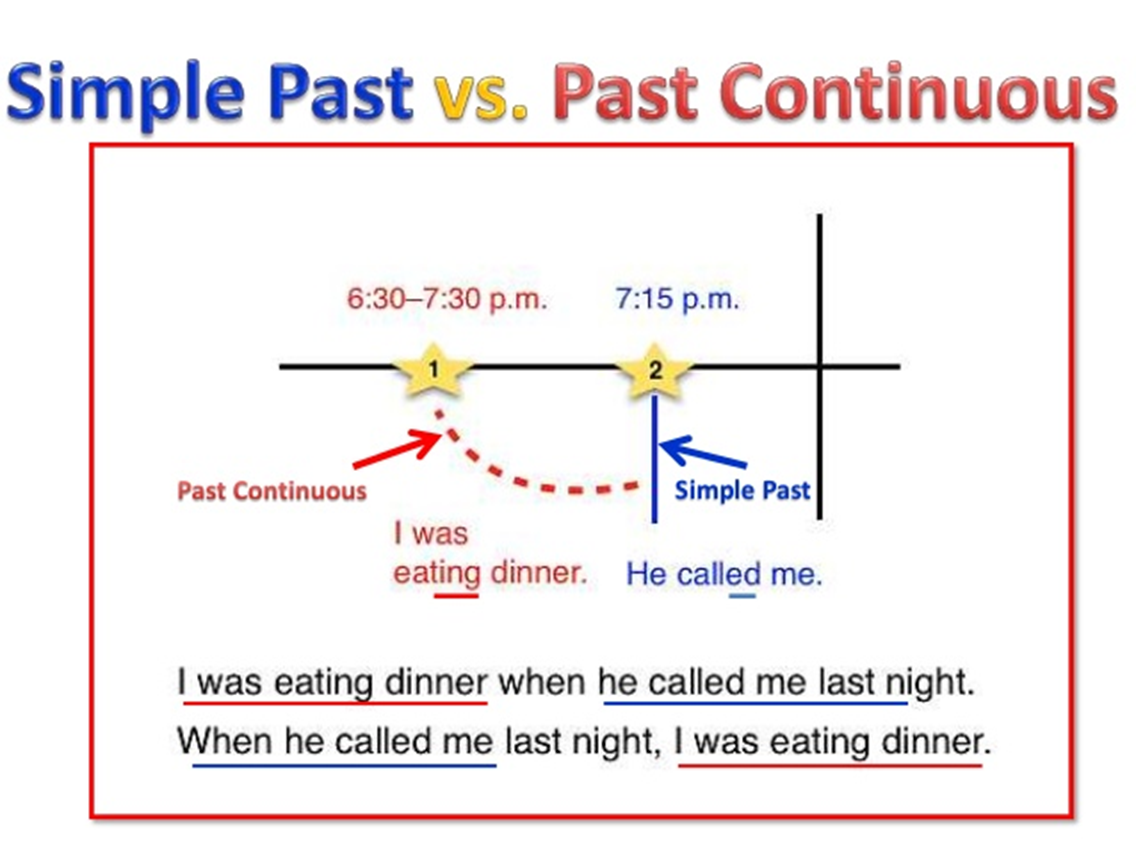 Simple Past vs. Past Continuous
6:30–7:30 p.m. 7:15 p.m.
1 2
Past Continuous Simple Past
I was
eating dinner. He called me.
I was eating dinner when he called me last night.
When he called me last night, I was eating dinner.